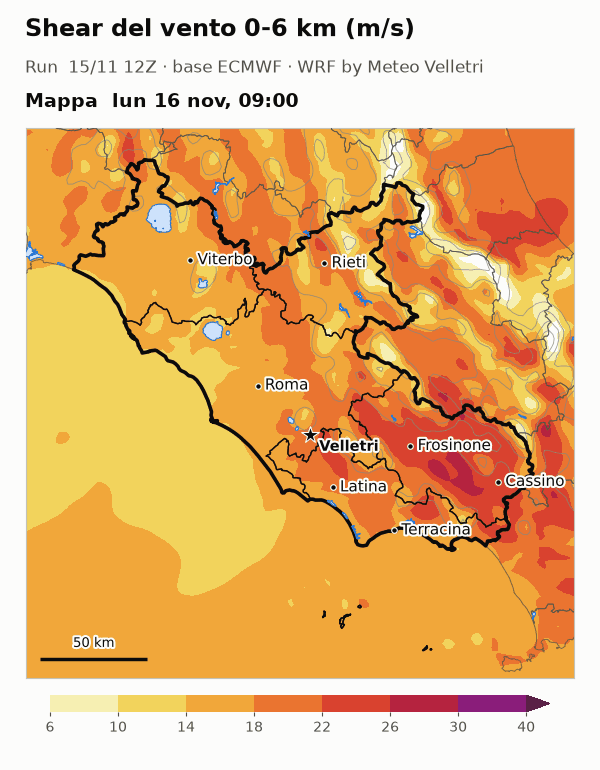 Shear del vento 0-6 km (m/s)
Run  15/11 12Z · base ECMWF · WRF by Meteo Velletri
Mappa  lun 16 nov, 09:00
Viterbo
Rieti
Roma
Velletri
Frosinone
Cassino
Latina
Terracina
50 km
6 10 14 18 22 26 30 40